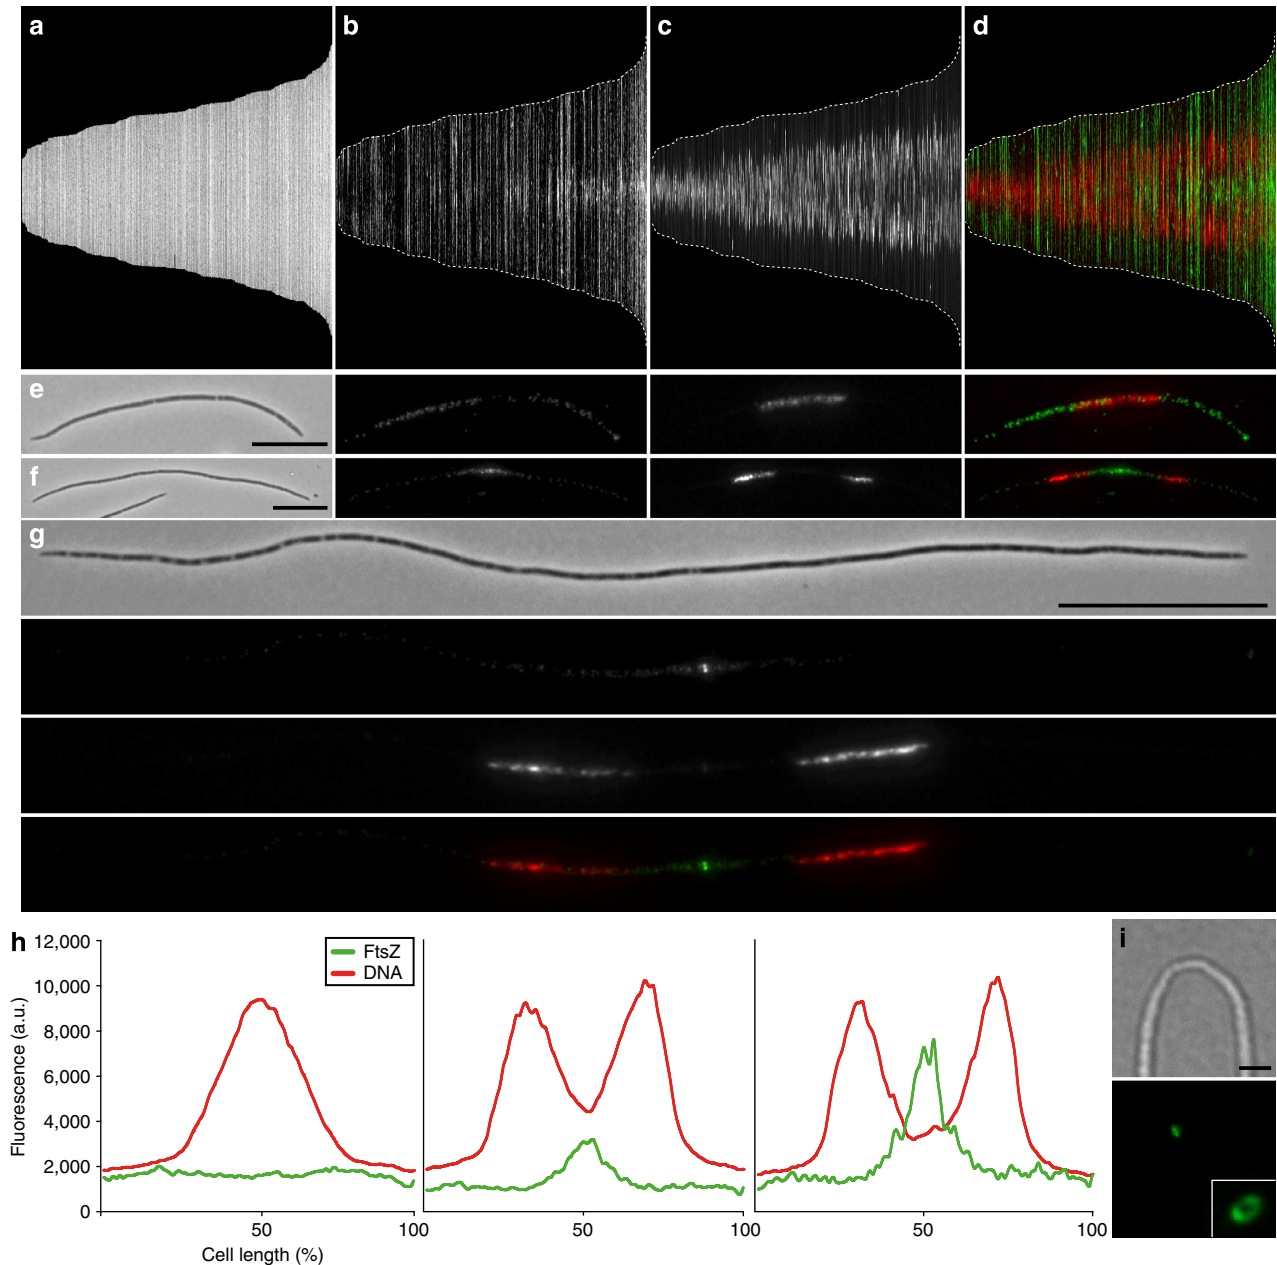 a b c d
e
f
g
h
12,000
10,000
8,000
6,000
4,000
2,000
0
Fluorescence (a.u.)
FtsZ
DNA
50 100 50 100 50 100
Cell length (%)
i